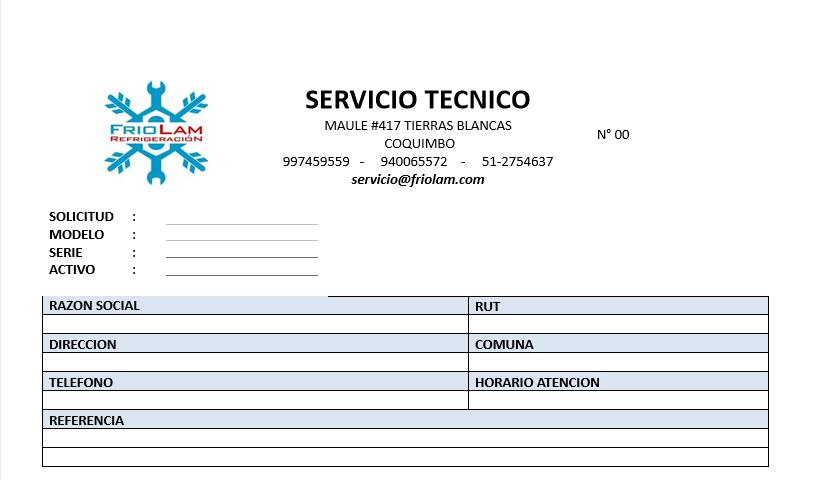 FRIOLAM
REFRIGERACIÓN
SERVICIO TECNICO
MAULE #417 TIERRAS BLANCAS
COQUIMBO
997459559 - 940065572 - 51-2754637
servicio@friolam.com
N° 00
SOLICITUD :
MODELO :
SERIE :
ACTIVO :
RAZON SOCIAL RUT
DIRECCION COMUNA
TELEFONO HORARIO ATENCION
REFERENCIA